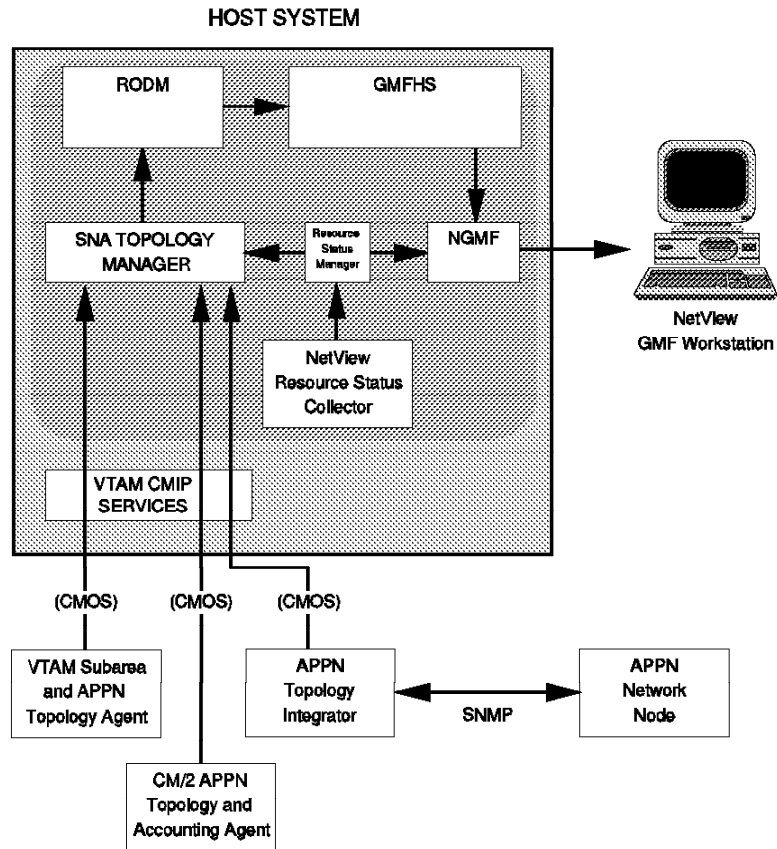 HOST SYSTEM
RODM
GMFHS
SNA TOPOLOGY
MANAGER
Resource
Status
Manager
NGMF
NetView
GMF Workstation
NetView
Resource Status
Collector
VTAM CMIP
SERVICES
(CMOS)
(CMOS)
(CMOS)
VTAM Subarea
and APPN
Topology Agent
APPN
Topology
Integrator
SNMP
APPN
Network
Node
CM/2 APPN
Topology and
Accounting Agent